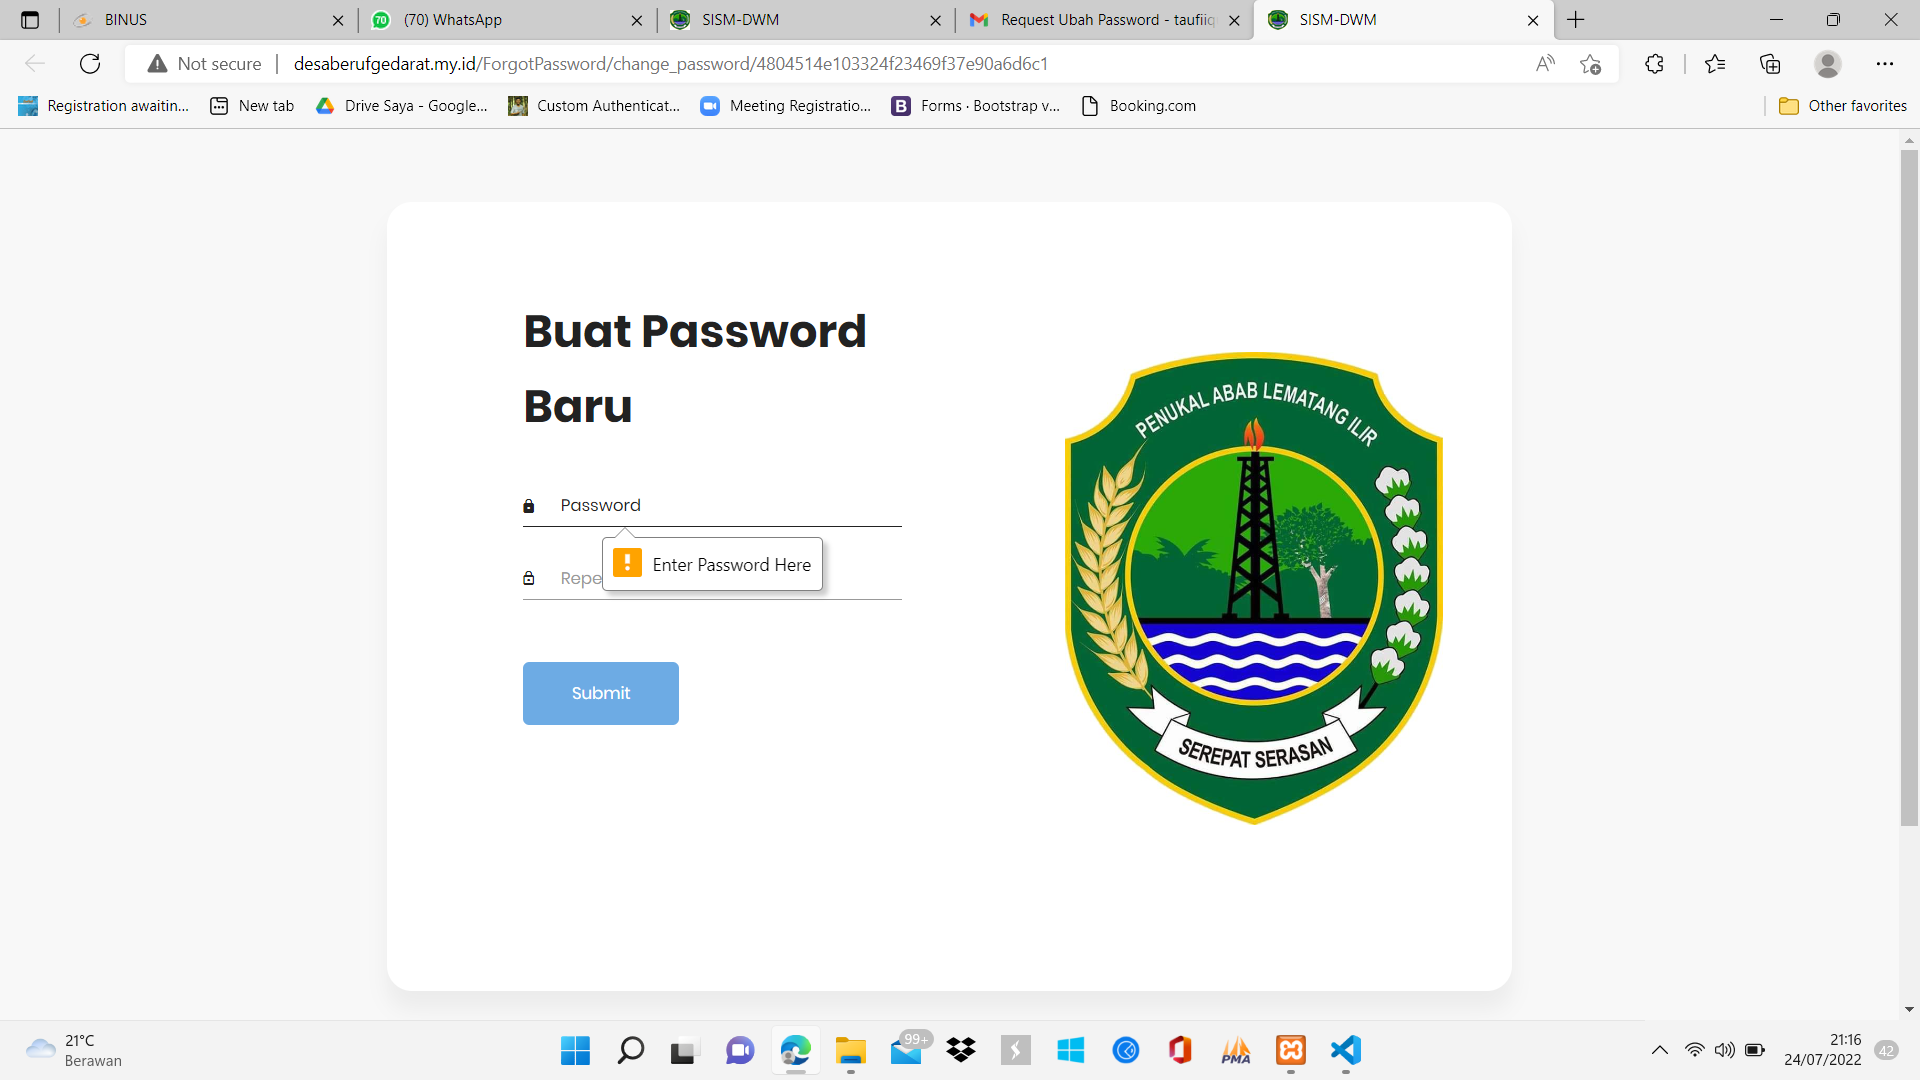 BINUS
(70) WhatsApp
SISM-DWM
Request Ubah Password - taufiiq
SISM-DWM
Not secure
desaberufgedarat.my.id/ForgotPassword/change_password/4804514e103324f23469f37e90a6d6c1
Registration awaitin...
New tab
Drive Saya - Google...
Custom Authenticat...
Meeting Registratio...
B
Forms · Bootstrap v...
Booking.com
Other favorites
Buat Password
Baru
PENUKAL ABAB LEMATANG ILIR
Password
Enter Password Here
Repe
Submit
SEREPAT SERASAN
21°C
Berawan
99+
PMA
21:16
24/07/2022
42